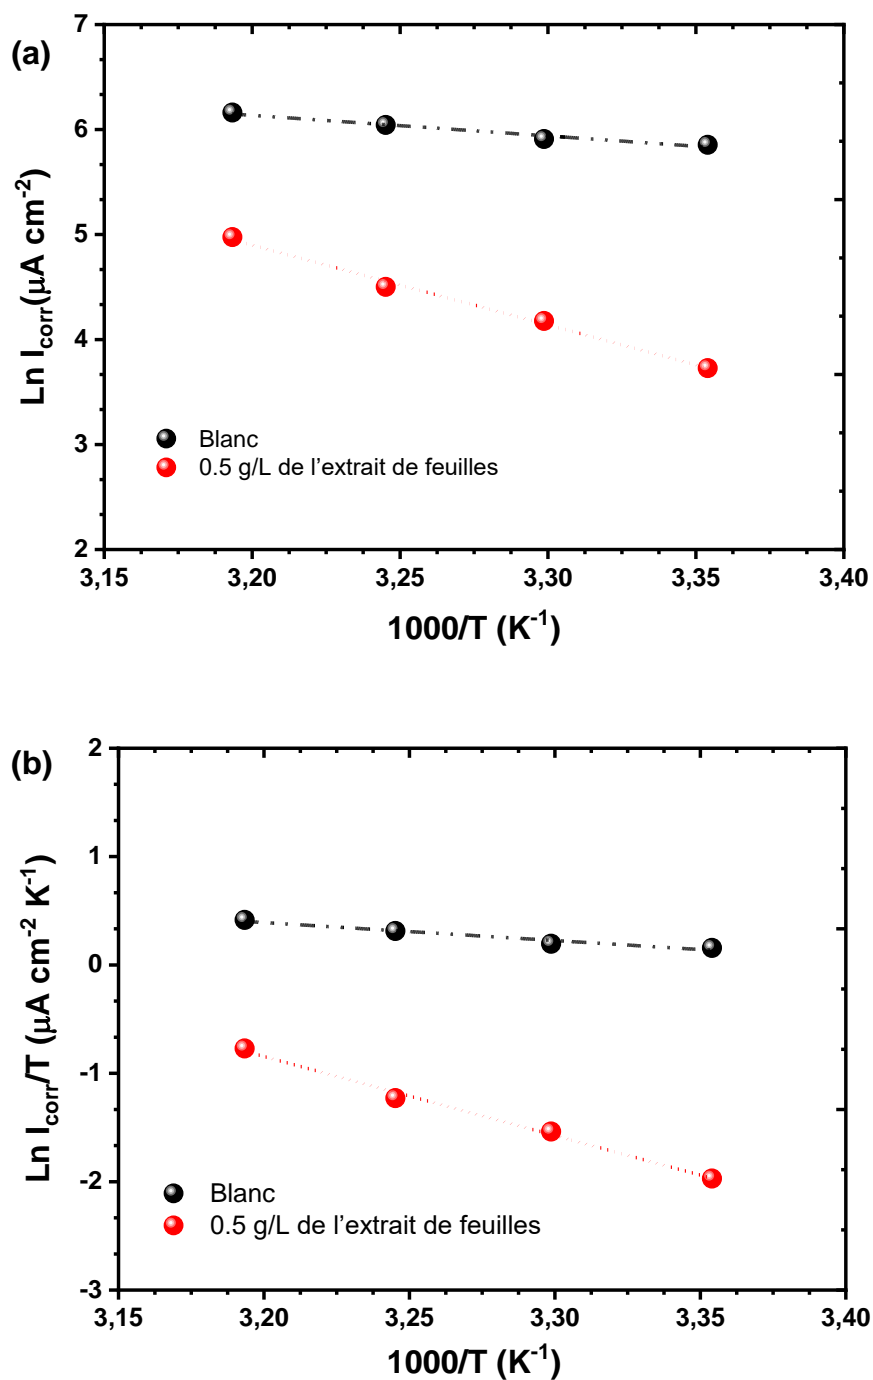 (a)
7
6
5
4
3
2
Ln I_corr(μA cm^-2)
Blanc
0.5 g/L de l’extrait de feuilles
3,15 3,20 3,25 3,30 3,35 3,40
1000/T (K^-1)
(b)
2
1
0
-1
-2
-3
Ln I_corr/T (μA cm^-2 K^-1)
Blanc
0.5 g/L de l’extrait de feuilles
3,15 3,20 3,25 3,30 3,35 3,40
1000/T (K^-1)